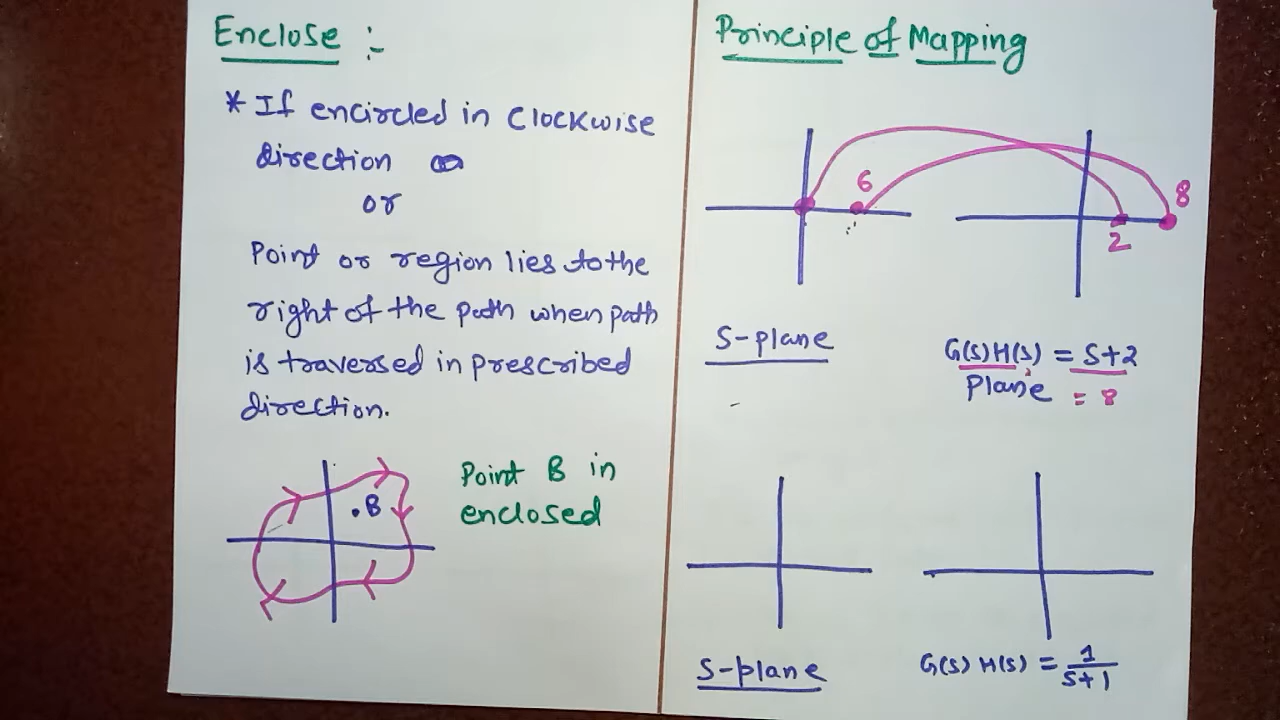 Enclose :-
* If encircled in Clockwise
direction
or
Point or region lies to the
right of the path when path
is traversed in prescribed
direction.
.B
Point B in
enclosed
Principle of Mapping
6
8
2
S-plane
G(s)H(s) = S+2
Plane = 8
S-plane
G(s) H(s) = 1/S+1